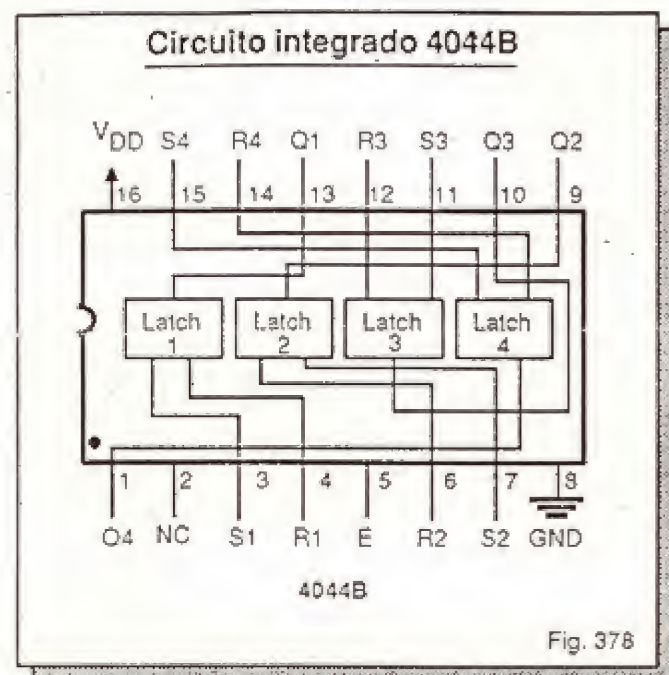 Circuito integrado 4044B
VDD S4 R4 Q1 R3 S3 Q3 Q2
16 15 14 13 12 11 10 9
Latch 1
Latch 2
Latch 3
Latch 4
1 2 3 4 5 6 7 8
Q4 NC S1 R1 E R2 S2 GND
4044B
Fig. 378